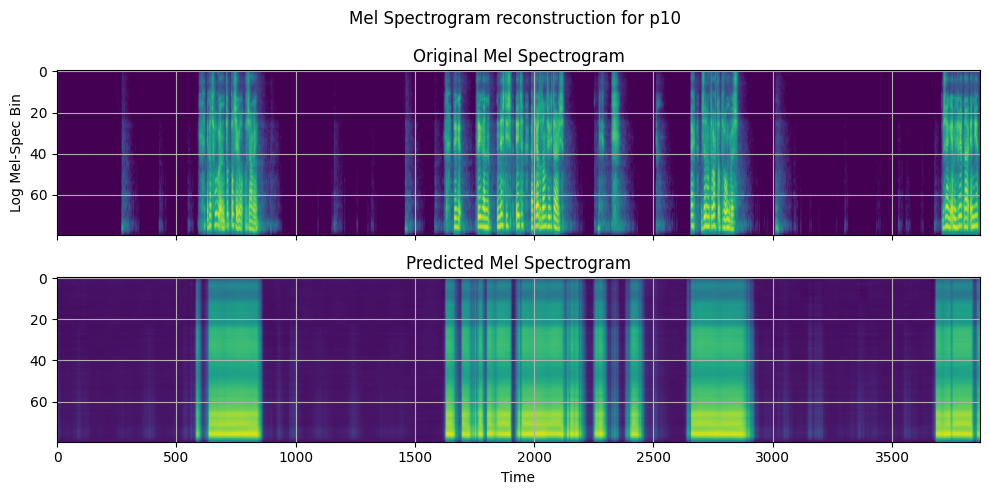 Mel Spectrogram reconstruction for p10
Original Mel Spectrogram
0
20
40
60
Log Mel-Spec Bin
Predicted Mel Spectrogram
0
20
40
60
0 500 1000 1500 2000 2500 3000 3500
Time